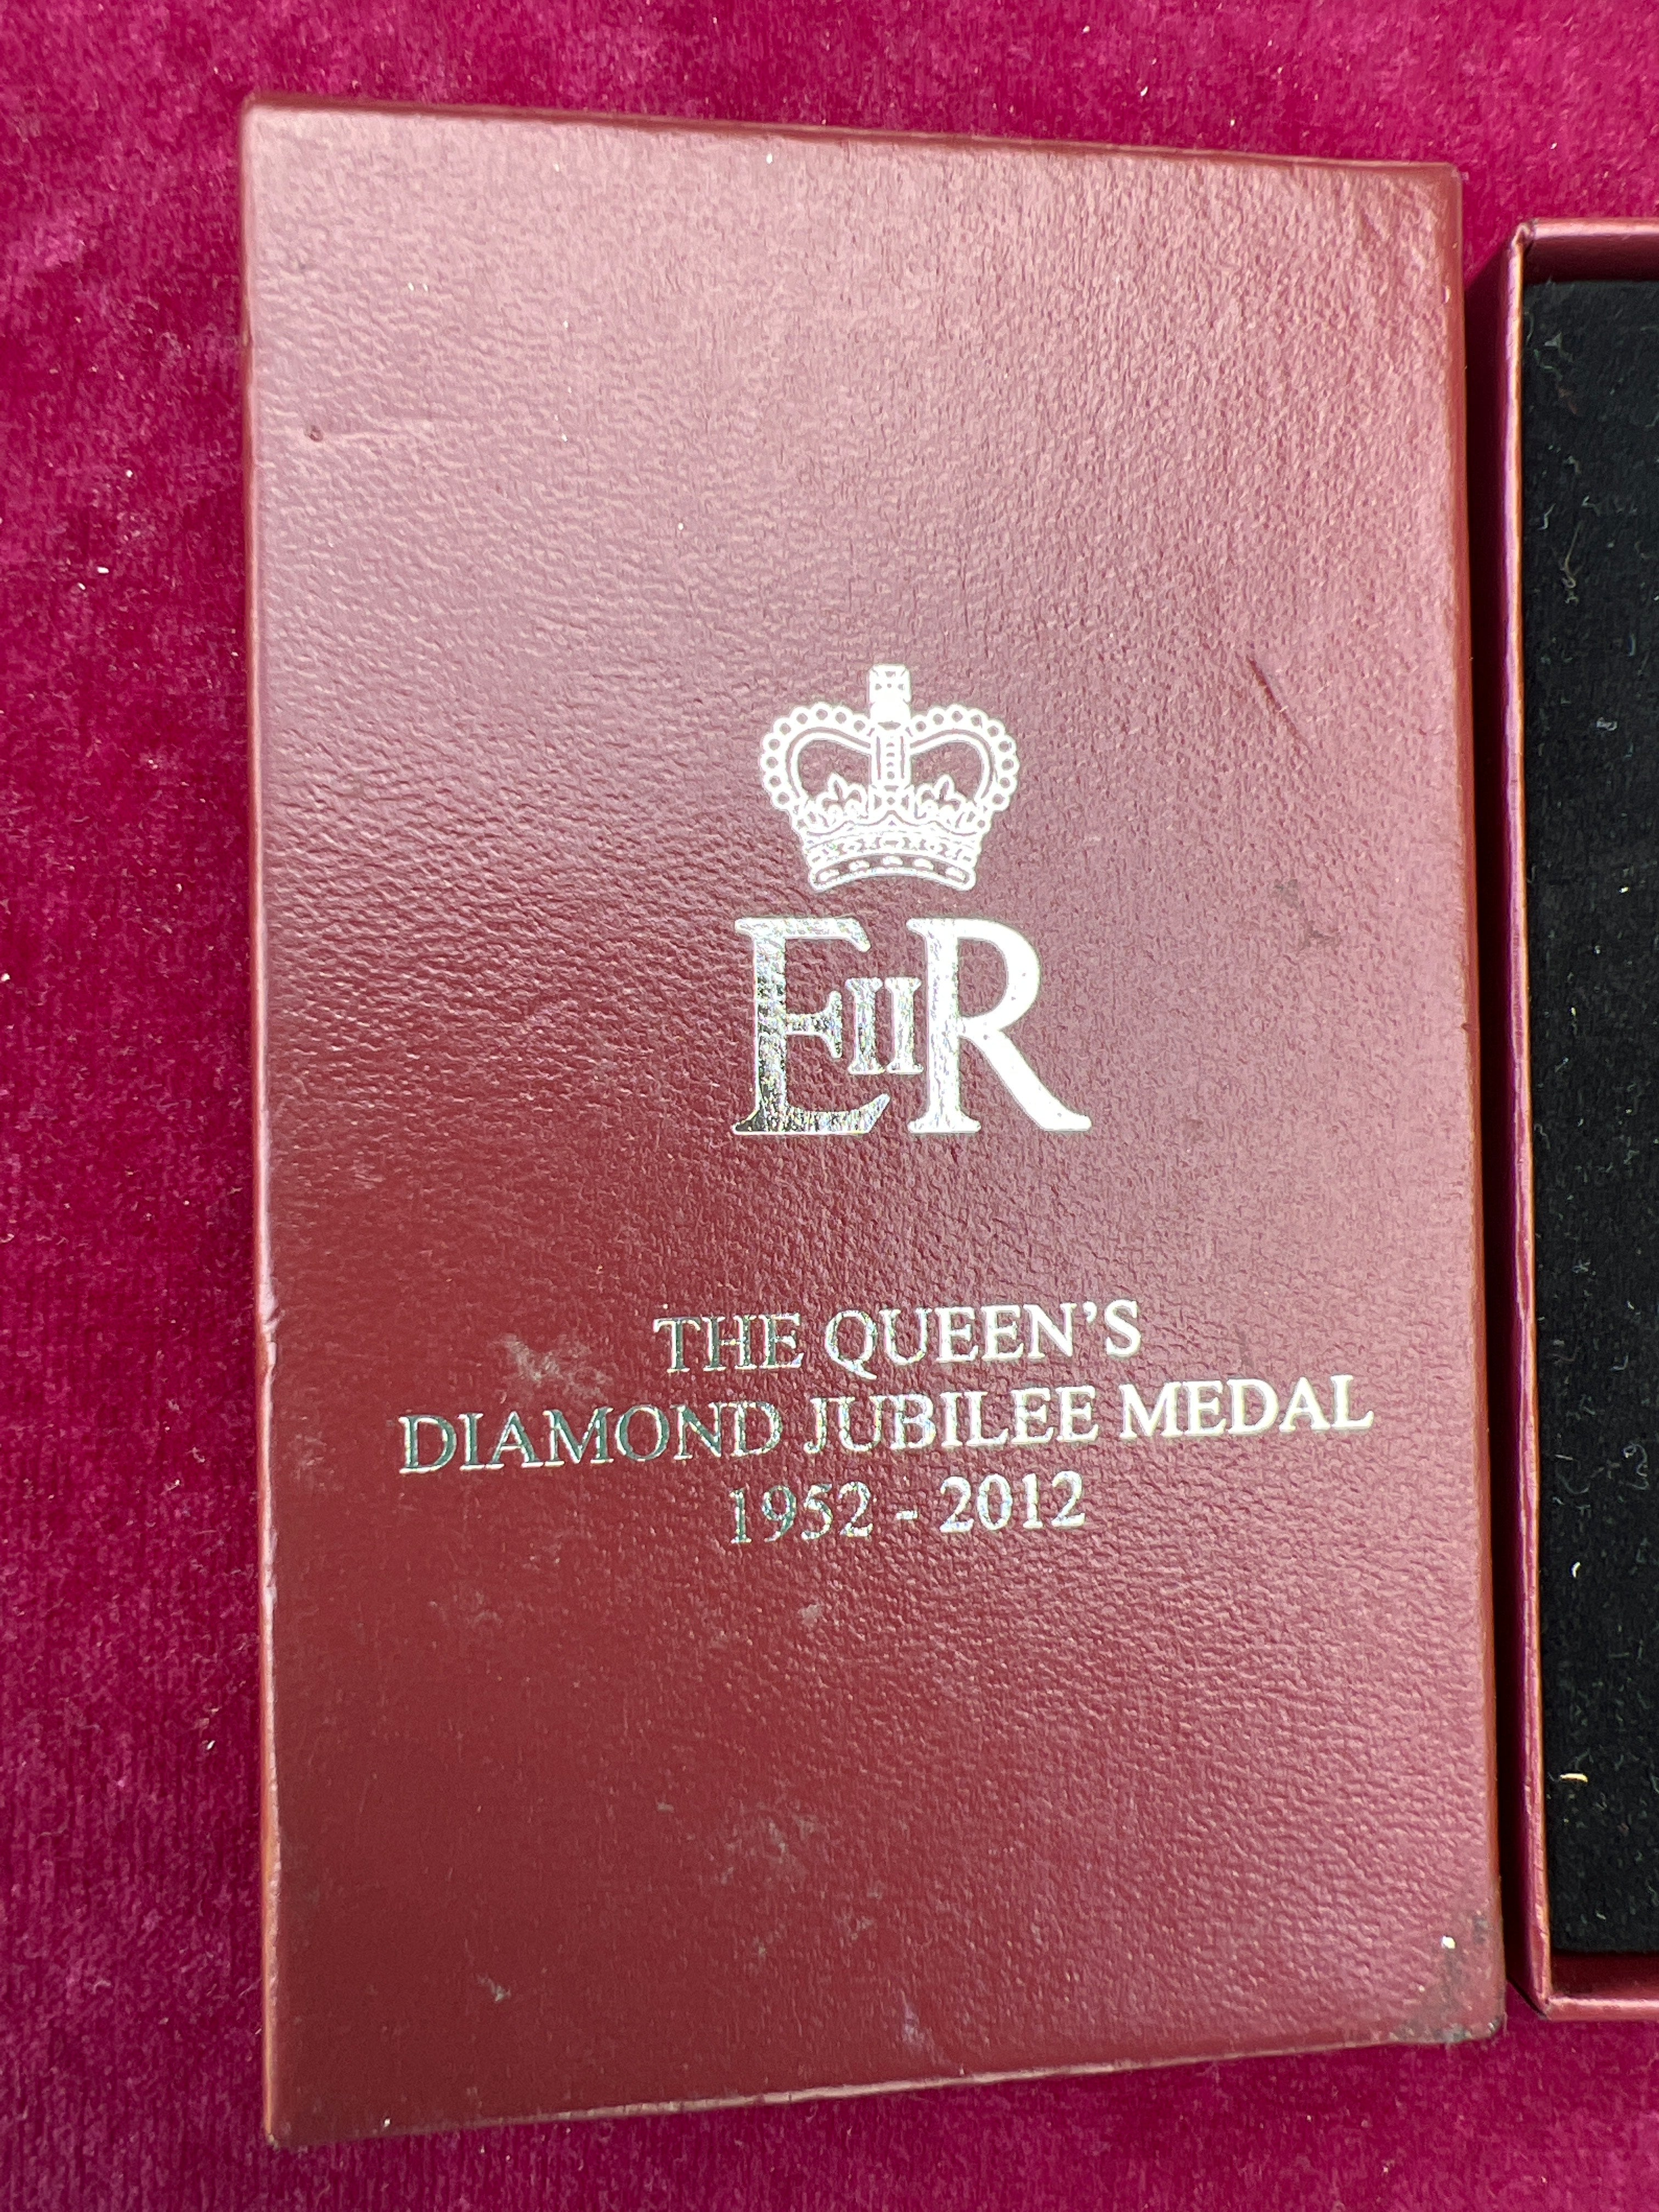 EIIR
THE QUEEN'S
DIAMOND JUBILEE MEDAL
1952 - 2012